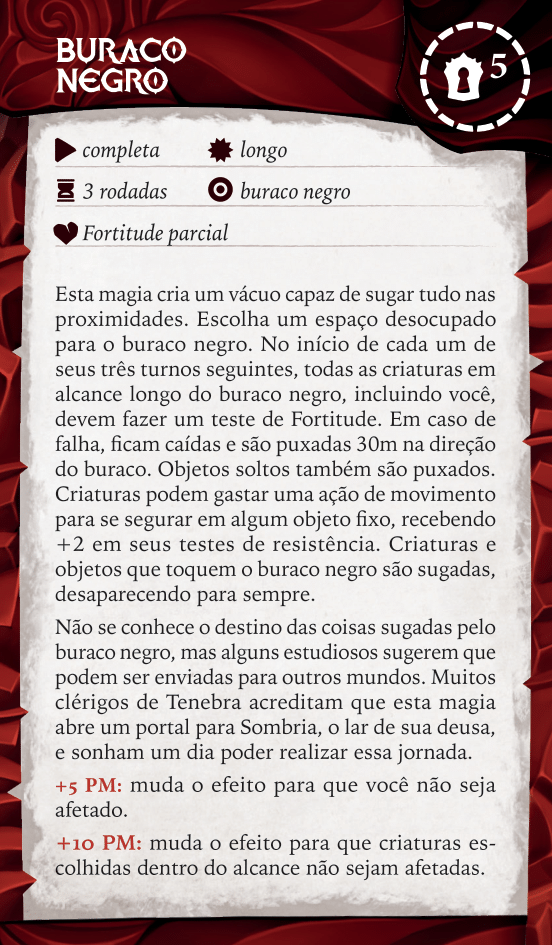 BURACO
NEGRO
5
completa
longo
3 rodadas
buraco negro
Fortitude parcial
Esta magia cria um vácuo capaz de sugar tudo nas
proximidades. Escolha um espaço desocupado
para o buraco negro. No início de cada um de
seus três turnos seguintes, todas as criaturas em
alcance longo do buraco negro, incluindo você,
devem fazer um teste de Fortitude. Em caso de
falha, ficam caídas e são puxadas 30m na direção
do buraco. Objetos soltos também são puxados.
Criaturas podem gastar uma ação de movimento
para se segurar em algum objeto fixo, recebendo
+2 em seus testes de resistência. Criaturas e
objetos que toquem o buraco negro são sugadas,
desaparecendo para sempre.
Não se conhece o destino das coisas sugadas pelo
buraco negro, mas alguns estudiosos sugerem que
podem ser enviadas para outros mundos. Muitos
clérigos de Tenebra acreditam que esta magia
abre um portal para Sombria, o lar de sua deusa,
e sonham um dia poder realizar essa jornada.
+5 PM: muda o efeito para que você não seja
afetado.
+10 PM: muda o efeito para que criaturas es-
colhidas dentro do alcance não sejam afetadas.